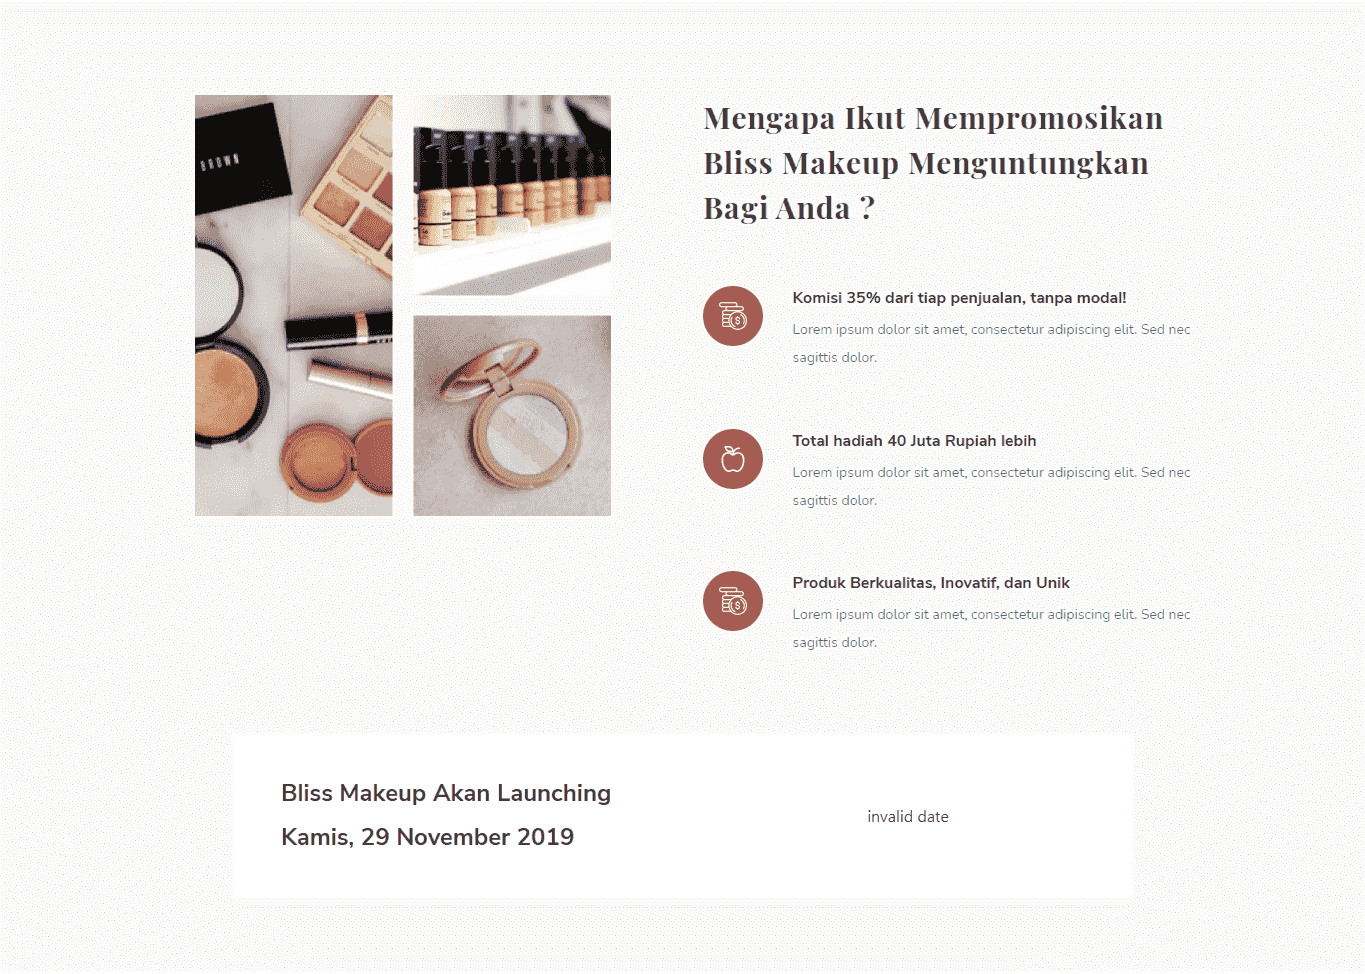 BROWN
Mengapa Ikut Mempromosikan
Bliss Makeup Menguntungkan
Bagi Anda ?
Komisi 35% dari tiap penjualan, tanpa modal!
Lorem ipsum dolor sit amet, consectetur adipiscing elit. Sed nec
sagittis dolor.
Total hadiah 40 Juta Rupiah lebih
Lorem ipsum dolor sit amet, consectetur adipiscing elit. Sed nec
sagittis dolor.
Produk Berkualitas, Inovatif, dan Unik
Lorem ipsum dolor sit amet, consectetur adipiscing elit. Sed nec
sagittis dolor.
Bliss Makeup Akan Launching
Kamis, 29 November 2019
invalid date